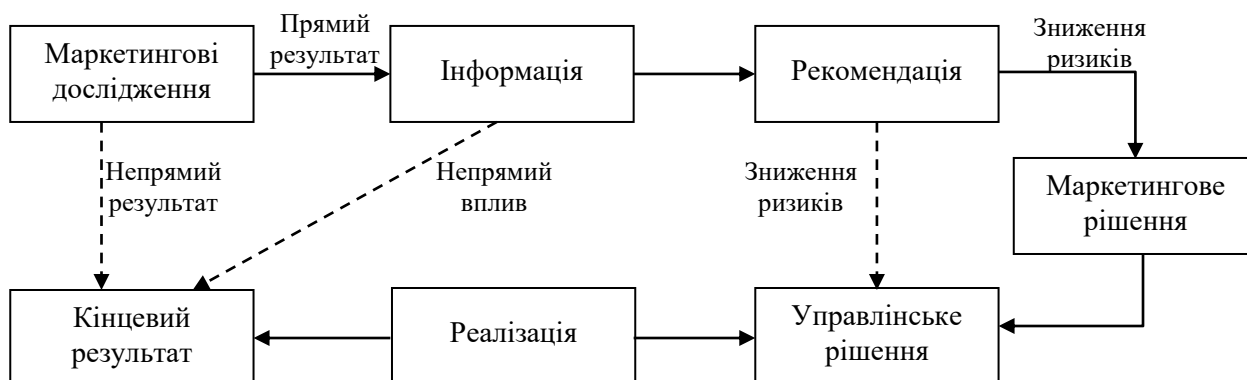 Маркетингові
дослідження
Прямий
результат
Інформація
Рекомендація
Зниження
ризиків
Непрямий
результат
Непрямий
вплив
Зниження
ризиків
Маркетингове
рішення
Кінцевий
результат
Реалізація
Управлінське
рішення